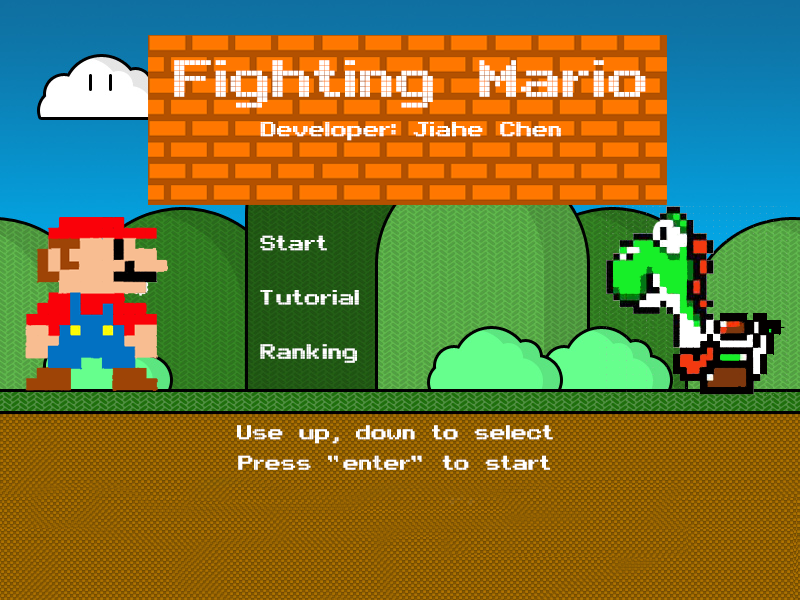 Fighting Mario
Developer: Jiahe Chen
Start
Tutorial
Ranking
Use up, down to select
Press "enter" to start